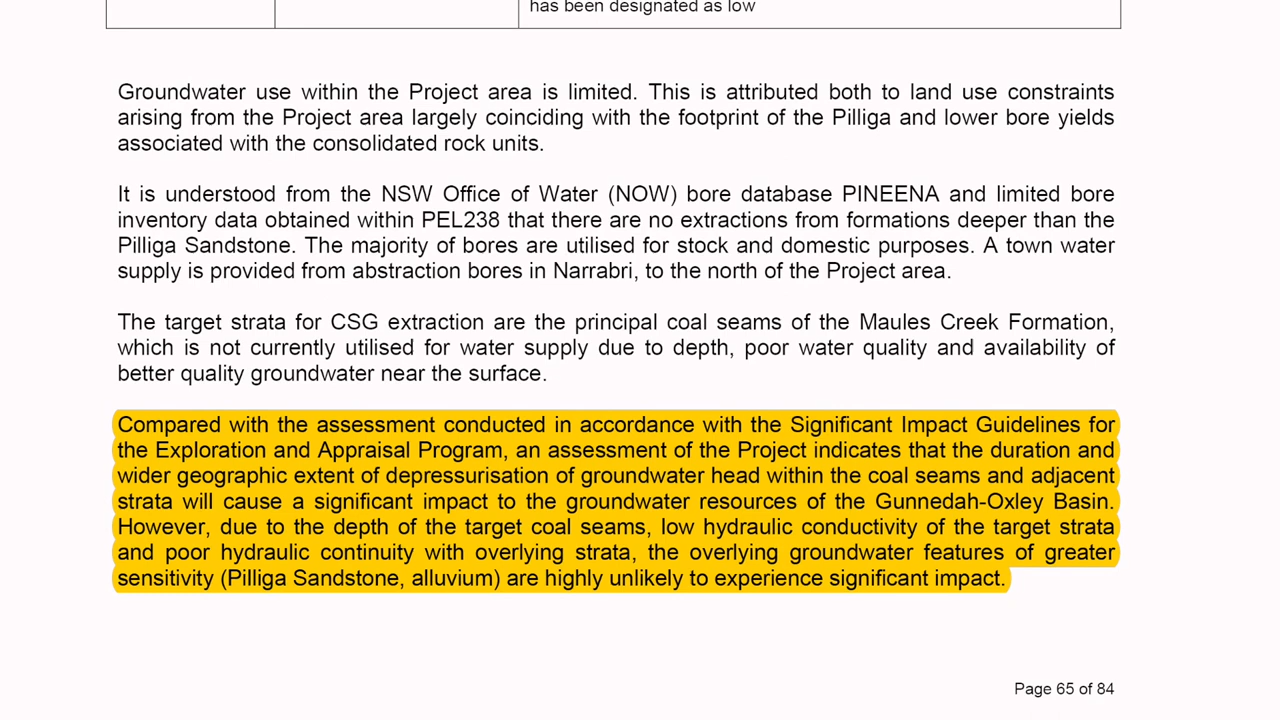 has been designated as low
Groundwater use within the Project area is limited. This is attributed both to land use constraints
arising from the Project area largely coinciding with the footprint of the Pilliga and lower bore yields
associated with the consolidated rock units.
It is understood from the NSW Office of Water (NOW) bore database PINEENA and limited bore
inventory data obtained within PEL238 that there are no extractions from formations deeper than the
Pilliga Sandstone. The majority of bores are utilised for stock and domestic purposes. A town water
supply is provided from abstraction bores in Narrabri, to the north of the Project area.
The target strata for CSG extraction are the principal coal seams of the Maules Creek Formation,
which is not currently utilised for water supply due to depth, poor water quality and availability of
better quality groundwater near the surface.
Compared with the assessment conducted in accordance with the Significant Impact Guidelines for
the Exploration and Appraisal Program, an assessment of the Project indicates that the duration and
wider geographic extent of depressurisation of groundwater head within the coal seams and adjacent
strata will cause a significant impact to the groundwater resources of the Gunnedah-Oxley Basin.
However, due to the depth of the target coal seams, low hydraulic conductivity of the target strata
and poor hydraulic continuity with overlying strata, the overlying groundwater features of greater
sensitivity (Pilliga Sandstone, alluvium) are highly unlikely to experience significant impact.
Page 65 of 84